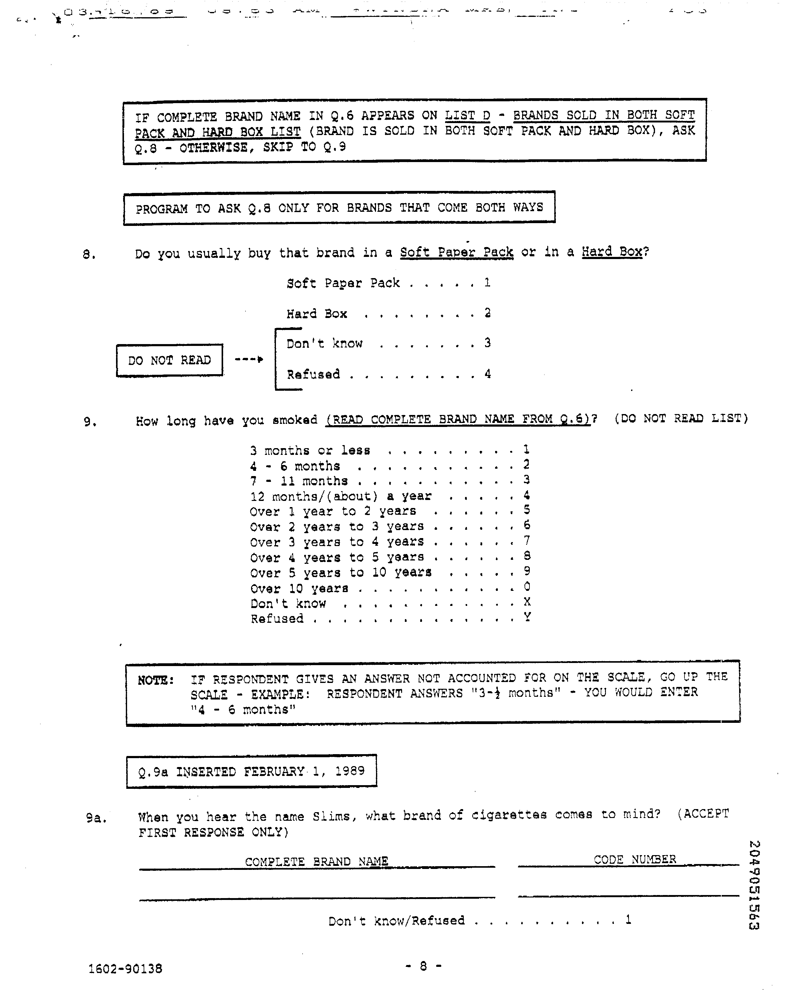 IF COMPLETE BRAND NAME IN Q.6 APPEARS ON LIST D - BRANDS SOLD IN BOTH SOFT
PACK AND HARD BOX LIST (BRAND IS SOLD IN BOTH SOFT PACK AND HARD BOX), ASK
Q.8 - OTHERWISE, SKIP TO Q.9
PROGRAM TO ASK Q.8 ONLY FOR BRANDS THAT COME BOTH WAYS
8. Do you usually buy that brand in a Soft Paper Pack or in a Hard Box?
Soft Paper Pack . . . . . 1
Hard Box . . . . . . . . 2
Don't know . . . . . . . 3
DO NOT READ
Refused . . . . . . . . . 4
9. How long have you smoked (READ COMPLETE BRAND NAME FROM Q.6)? (DO NOT READ LIST)
3 months or less . . . . . . . . . 1
4 - 6 months . . . . . . . . . . . 2
7 - 11 months . . . . . . . . . . . 3
12 months/(about) a year . . . . . 4
Over 1 year to 2 years . . . . . . 5
Over 2 years to 3 years . . . . . . 6
Over 3 years to 4 years . . . . . . 7
Over 4 years to 5 years . . . . . . 8
Over 5 years to 10 years . . . . . 9
Over 10 years . . . . . . . . . . . 0
Don't know . . . . . . . . . . . . X
Refused . . . . . . . . . . . . . . Y
NOTE: IF RESPONDENT GIVES AN ANSWER NOT ACCOUNTED FOR ON THE SCALE, GO UP THE
SCALE - EXAMPLE: RESPONDENT ANSWERS "3-½ months" - YOU WOULD ENTER
"4 - 6 months"
Q.9a INSERTED FEBRUARY 1, 1989
9a. When you hear the name Slims, what brand of cigarettes comes to mind? (ACCEPT
FIRST RESPONSE ONLY)
COMPLETE BRAND NAME CODE NUMBER
Don't know/Refused . . . . . . . . . . . 1
2049051563
1602-90138 - 8 -